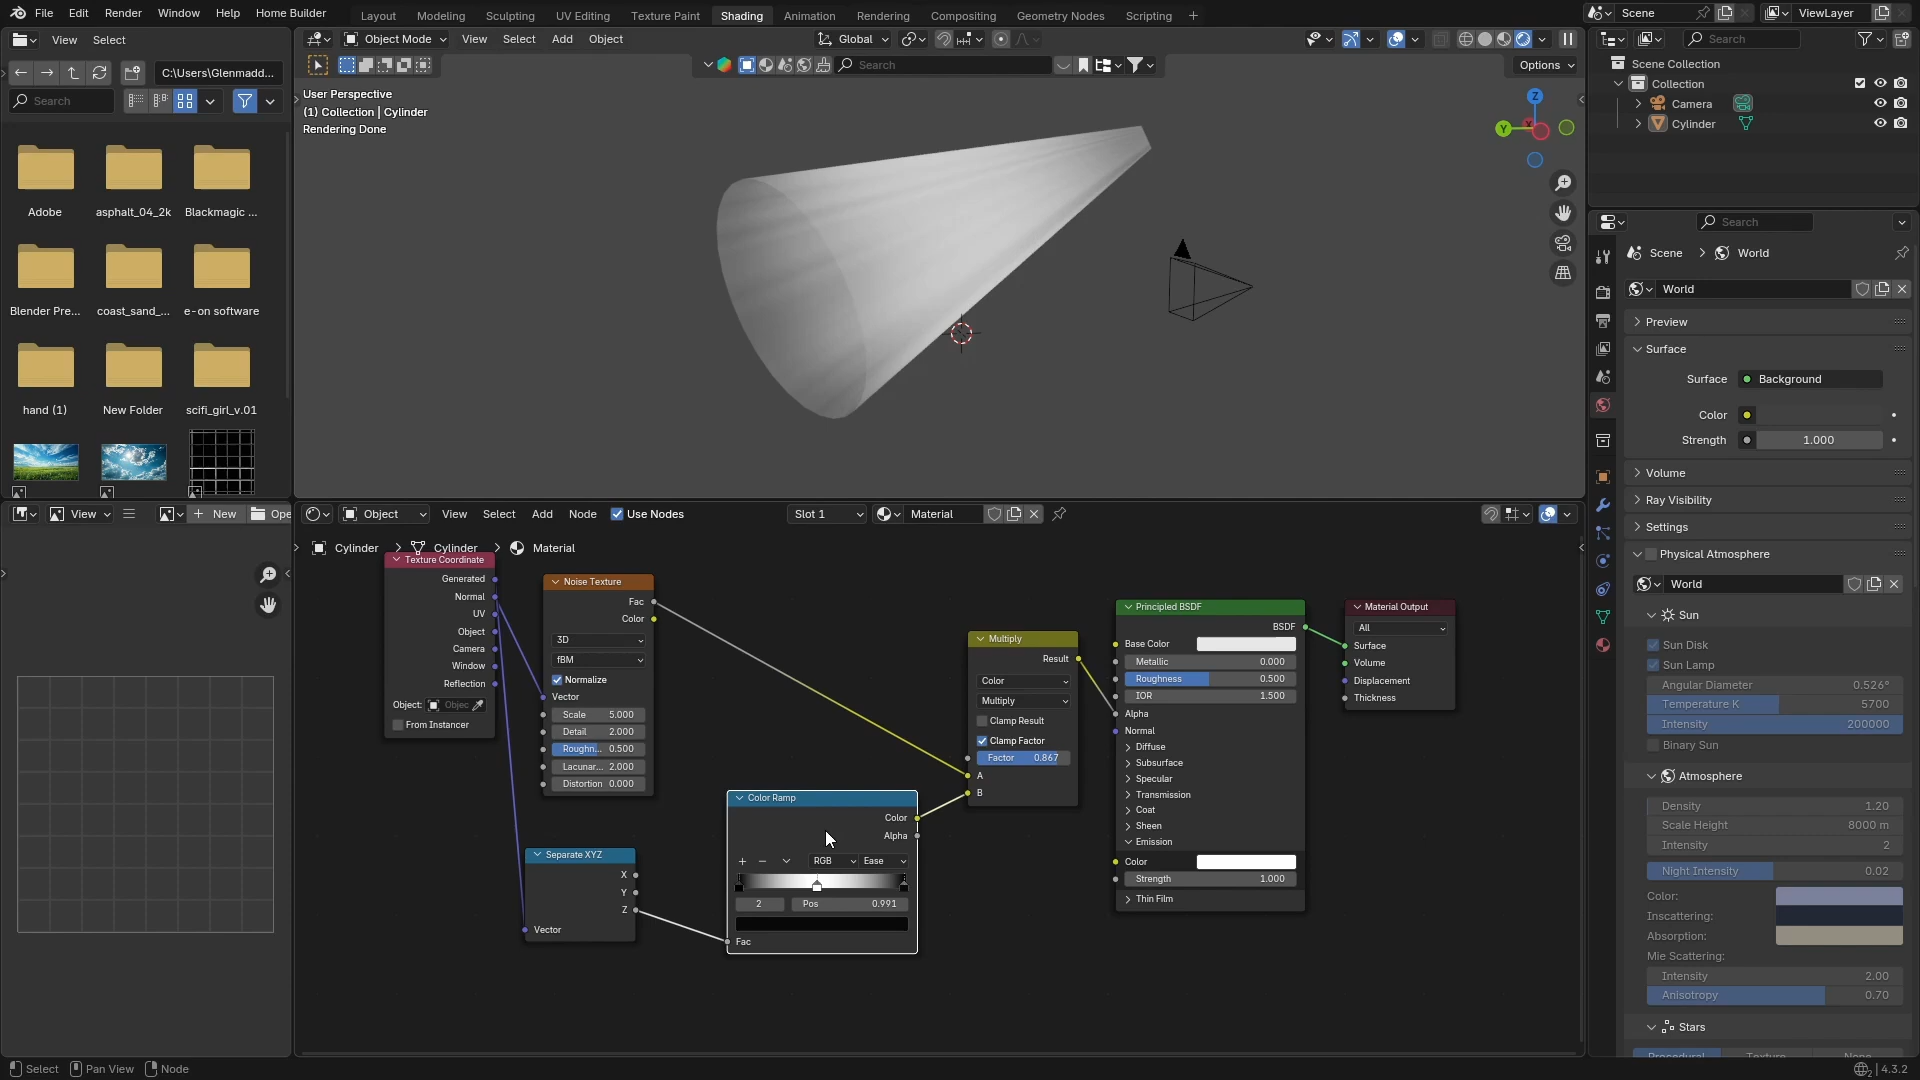 File Edit Render Window Help Home Builder
Layout Modeling Sculpting UV Editing Texture Paint Shading Animation Rendering Compositing Geometry Nodes Scripting +
Scene
ViewLayer
View Select
C:\Users\Glenmadd...
Search
Adobe asphalt_04_2k Blackmagic ...
Blender Pre... coast_sand_... e-on software
hand (1) New Folder scifi_girl_v.01
Object Mode View Select Add Object
Global
Search
Options
User Perspective
(1) Collection | Cylinder
Rendering Done
Z
Y
X
Search
Scene Collection
Collection
Camera
Cylinder
Search
Scene > World
World
Preview
Surface
Surface Background
Color
Strength 1.000
Volume
Ray Visibility
Settings
Physical Atmosphere
World
Sun
Sun Disk
Sun Lamp
Angular Diameter 0.526°
Temperature K 5700
Intensity 200000
Binary Sun
Atmosphere
Density 1.20
Scale Height 8000 m
Intensity 2
Night Intensity 0.02
Color:
Inscattering:
Absorption:
Mie Scattering:
Intensity 2.00
Anisotropy 0.70
Stars
Procedural Texture None
View + New Ope
Object View Select Add Node Use Nodes
Slot 1
Material
Cylinder > Cylinder > Material
Texture Coordinate
Generated
Normal
UV
Object
Camera
Window
Reflection
Object: Objec
From Instancer
Noise Texture
Fac
Color
3D
fBM
Normalize
Vector
Scale 5.000
Detail 2.000
Roughn... 0.500
Lacunar... 2.000
Distortion 0.000
Separate XYZ
X
Y
Z
Vector
Color Ramp
Color
Alpha
+ − RGB Ease
2 Pos 0.991
Fac
Multiply
Result
Color
Multiply
Clamp Result
Clamp Factor
Factor 0.867
A
B
Principled BSDF
BSDF
Base Color
Metallic 0.000
Roughness 0.500
IOR 1.500
Alpha
Normal
Diffuse
Subsurface
Specular
Transmission
Coat
Sheen
Emission
Color
Strength 1.000
Thin Film
Material Output
All
Surface
Volume
Displacement
Thickness
Select Pan View Node
4.3.2